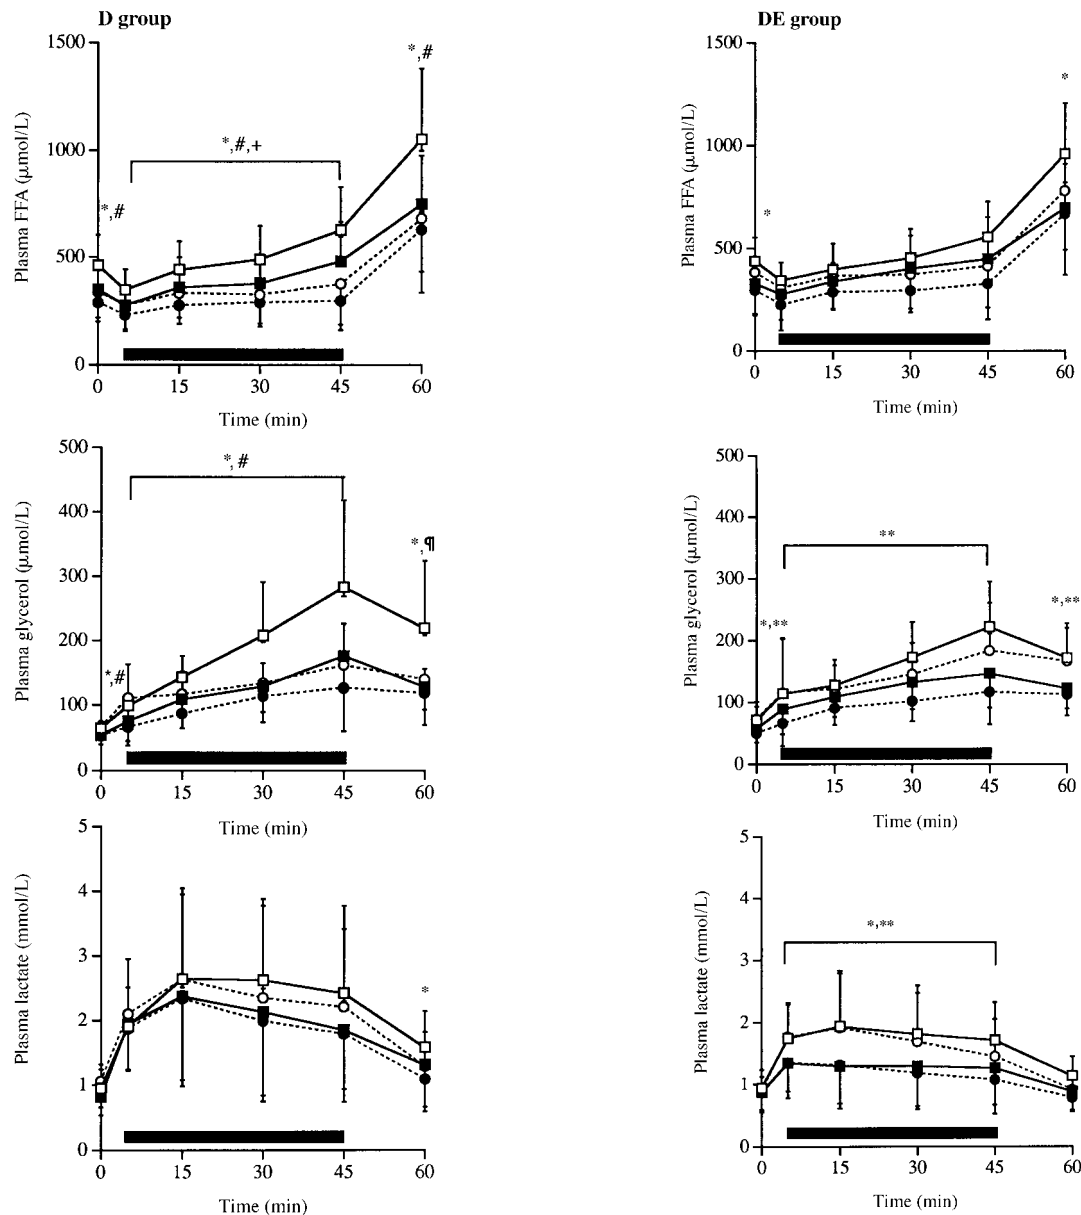 D group
1500
1000
500
0
Plasma FFA (µmol/L)
*,#
*,#,+
*,#
0 15 30 45 60
Time (min)
DE group
1500
1000
500
0
Plasma FFA (µmol/L)
*
*
0 15 30 45 60
Time (min)
500
400
300
200
100
0
Plasma glycerol (µmol/L)
*,#
*, #
*,¶
0 15 30 45 60
Time (min)
500
400
300
200
100
0
Plasma glycerol (µmol/L)
*,**
**
*,**
0 15 30 45 60
Time (min)
5
4
3
2
1
0
Plasma lactate (mmol/L)
*
0 15 30 45 60
Time (min)
5
4
3
2
1
0
Plasma lactate (mmol/L)
*,**
0 15 30 45 60
Time (min)